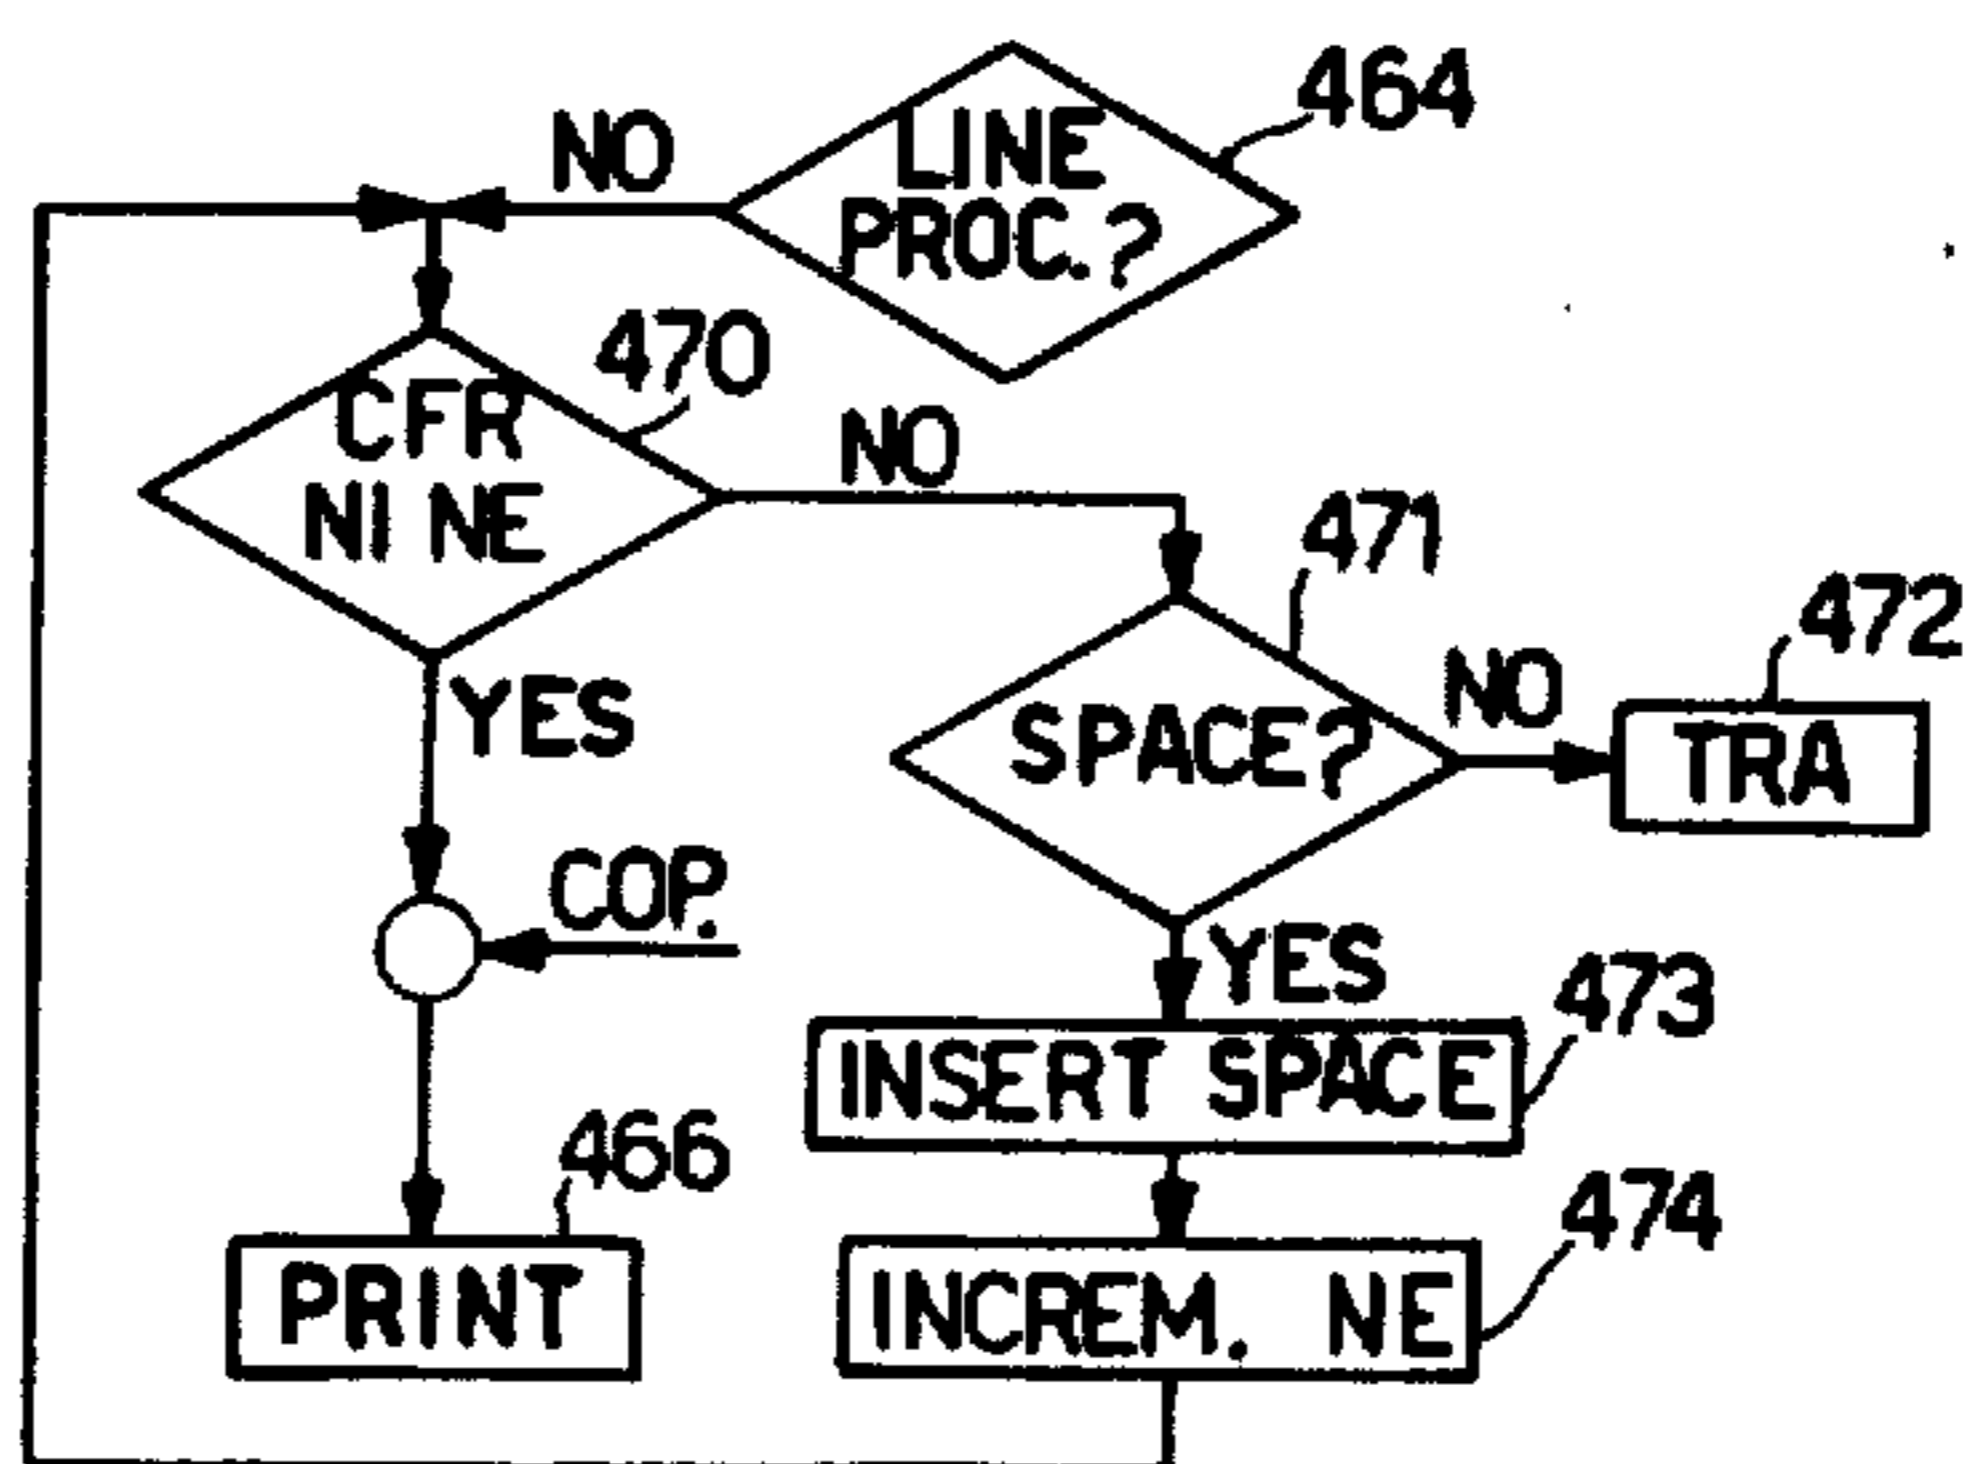 464
NO
LINE
PROC.?
470
CFR
NI NE
NO
471
472
YES
SPACE?
NO
TRA
COP.
YES
473
INSERT SPACE
466
474
PRINT
INCREM. NE